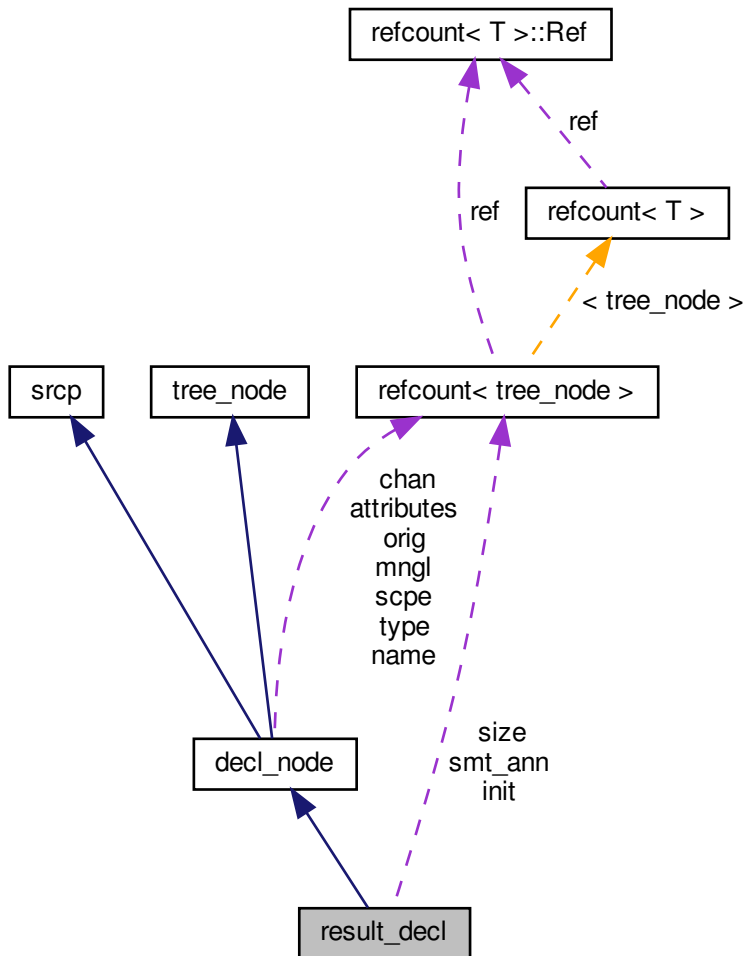 refcount< T >::Ref
ref
refcount< T >
ref
< tree_node >
srcp
tree_node
refcount< tree_node >
chan
attributes
orig
mngl
scpe
type
name
size
smt_ann
init
decl_node
result_decl